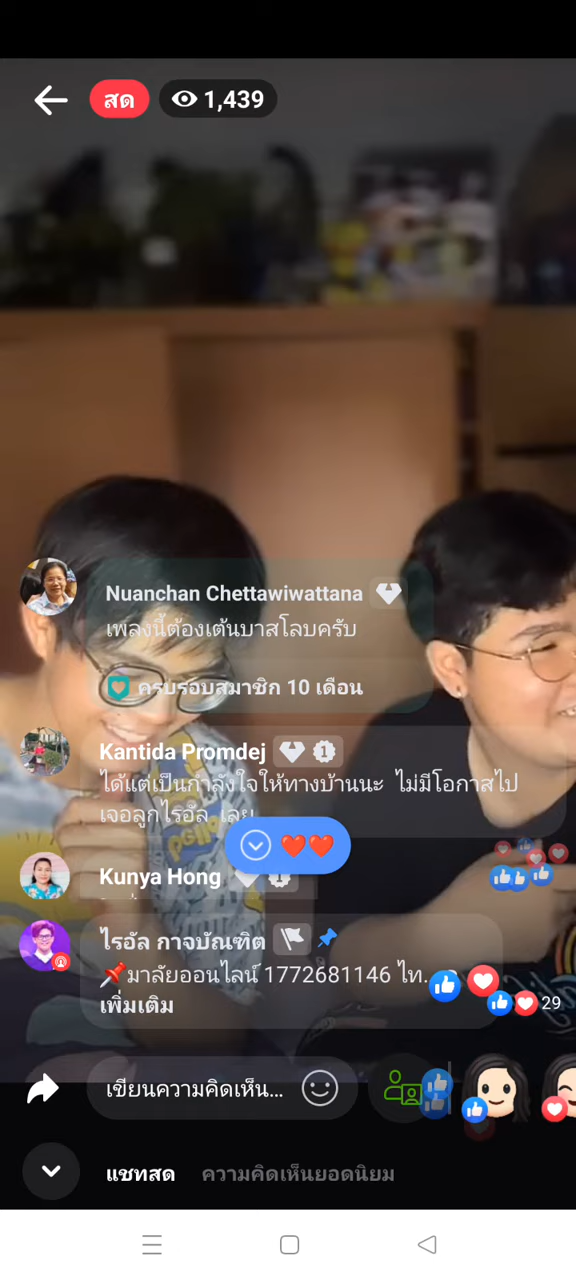 สด
1,439
Nuanchan Chettawiwattana
เพลงนี้ต้องเต้นบาสโลบครับ
ครบรอบสมาชิก 10 เดือน
Kantida Promdej
1
ได้แต่เป็นกำลังใจให้ทางบ้านนะ ไม่มีโอกาสไป
เจอลูกไรอัล เลย
Kunya Hong
ไรอัล กาจบัณฑิต
มาลัยออนไลน์ 1772681146 ไท...
เพิ่มเติม
29
เขียนความคิดเห็น...
แชทสด
ความคิดเห็นยอดนิยม